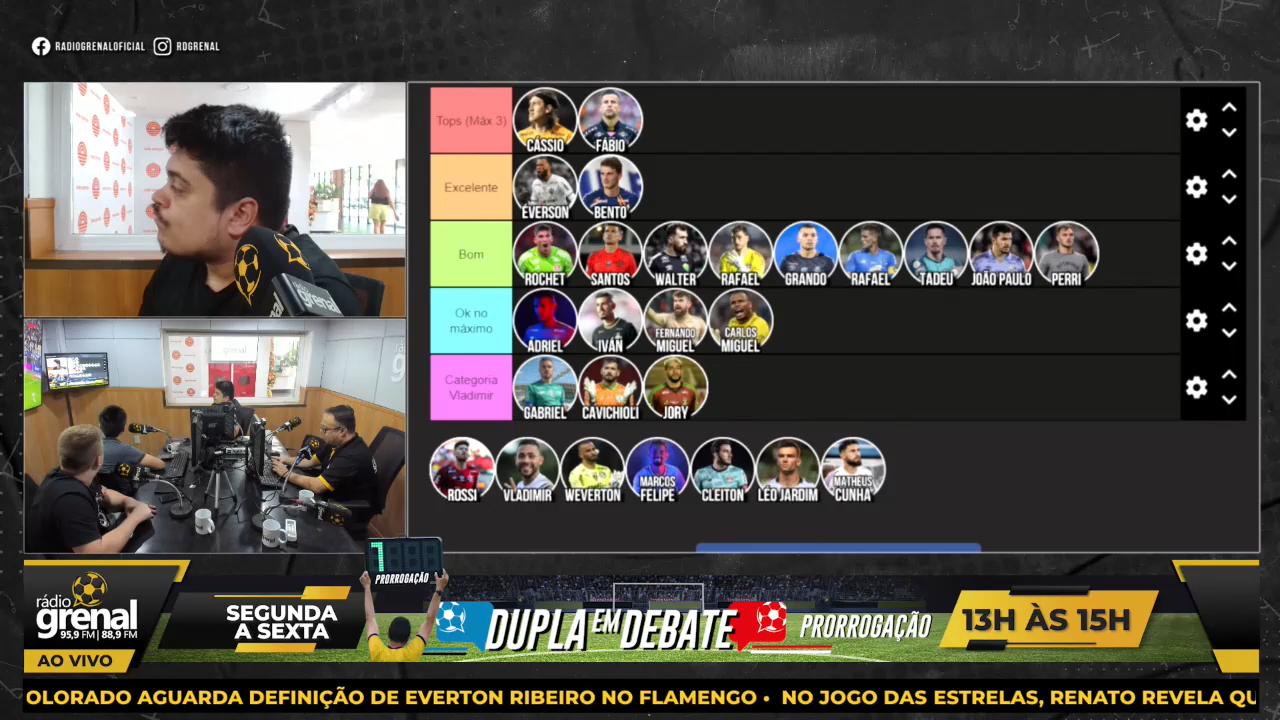 RADIOGRENALOFICIAL RDGRENAL
Tops (Máx 3)
CÁSSIO FÁBIO
Excelente
ÉVERSON BENTO
Bom
ROCHET SANTOS WALTER RAFAEL GRANDO RAFAEL TADEU JOÃO PAULO PERRI
Ok no
máximo
ADRIEL IVÁN FERNANDO MIGUEL CARLOS MIGUEL
Categoria
Vladimir
GABRIEL CAVICHIOLI JORY
ROSSI VLADIMIR WEVERTON MARCOS FELIPE CLEITON LÉO JARDIM MATHEUS CUNHA
grenal
grenal
rádio
grenal
95,9 FM | 88,9 FM
AO VIVO
SEGUNDA
A SEXTA
1
PRORROGAÇÃO
DUPLA EM DEBATE PRORROGAÇÃO
13H ÀS 15H
OLORADO AGUARDA DEFINIÇÃO DE EVERTON RIBEIRO NO FLAMENGO • NO JOGO DAS ESTRELAS, RENATO REVELA QU